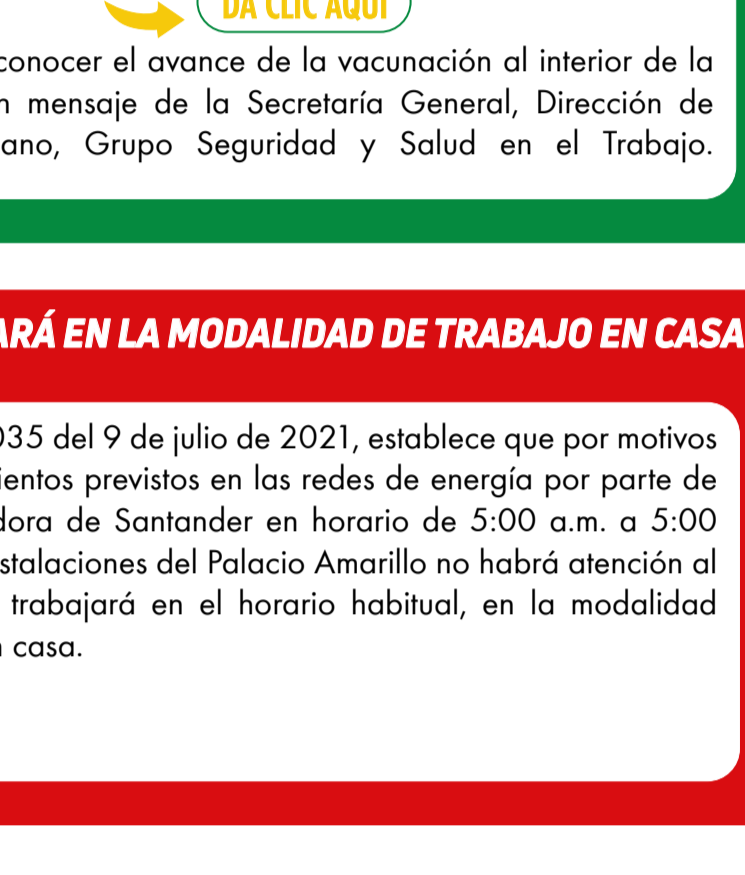 DA CLIC AQUÍ
conocer el avance de la vacunación al interior de la
mensaje de la Secretaría General, Dirección de
ano, Grupo Seguridad y Salud en el Trabajo.
ARÁ EN LA MODALIDAD DE TRABAJO EN CASA
035 del 9 de julio de 2021, establece que por motivos
ientos previstos en las redes de energía por parte de
dora de Santander en horario de 5:00 a.m. a 5:00
stalaciones del Palacio Amarillo no habrá atención al
trabajará en el horario habitual, en la modalidad
casa.